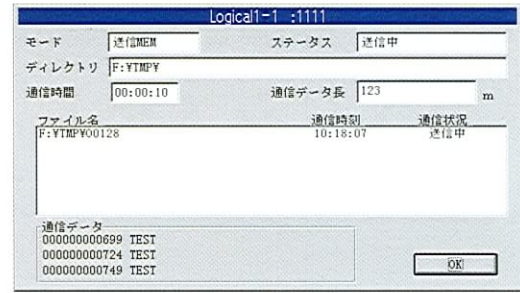 Logical1-1 :1111
モード 送信MEM ステータス 送信中
ディレクトリ F:¥TMP¥
通信時間 00:00:10 通信データ長 123 m
ファイル名 通信時刻 通信状況
F:¥TMP¥O0128 10:18:07 送信中
通信データ
000000000699 TEST
000000000724 TEST
000000000749 TEST
OK